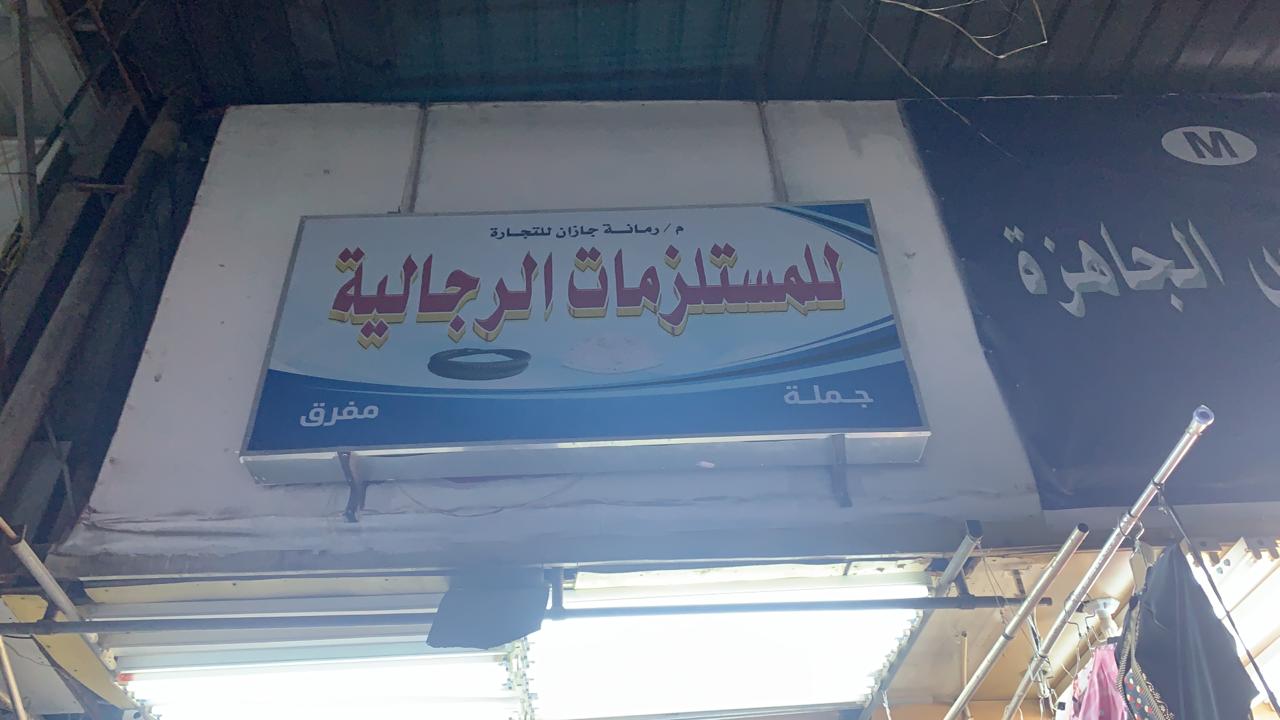 م/ رمانة جازان للتجارة
للمستلزمات الرجالية
جملة
مفرق
M
الجاهزة